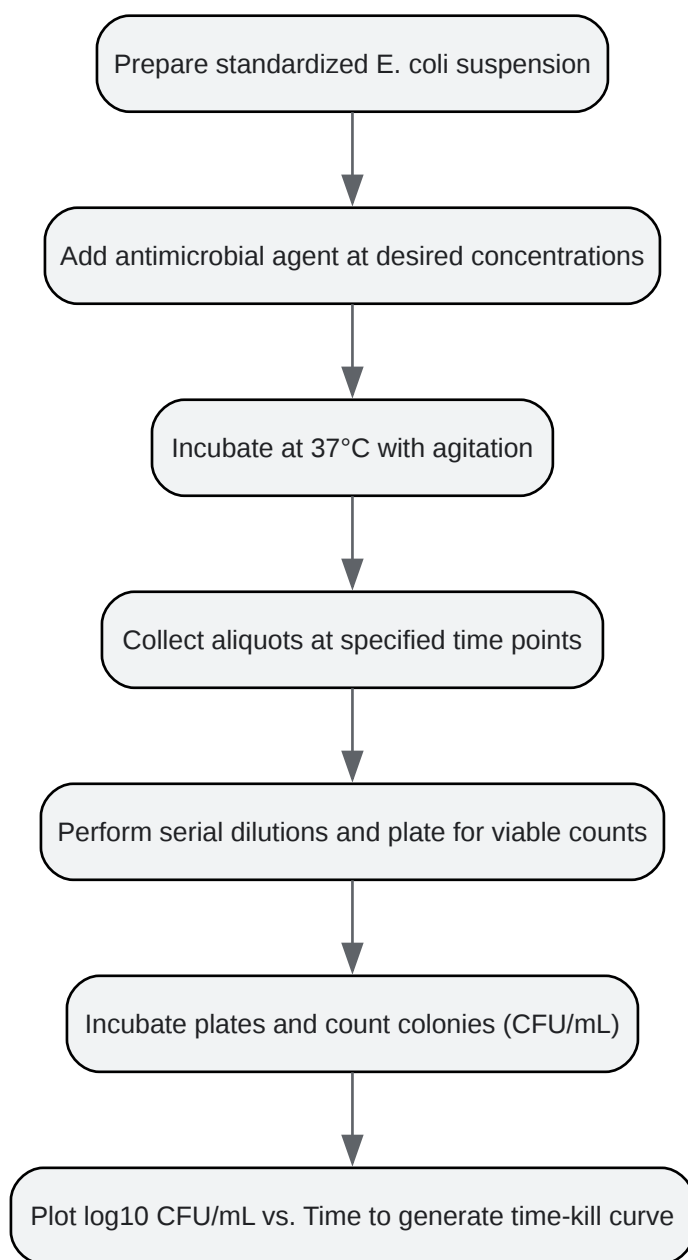 Prepare standardized E. coli suspension
Add antimicrobial agent at desired concentrations
Incubate at 37°C with agitation
Collect aliquots at specified time points
Perform serial dilutions and plate for viable counts
Incubate plates and count colonies (CFU/mL)
Plot log10 CFU/mL vs. Time to generate time-kill curve